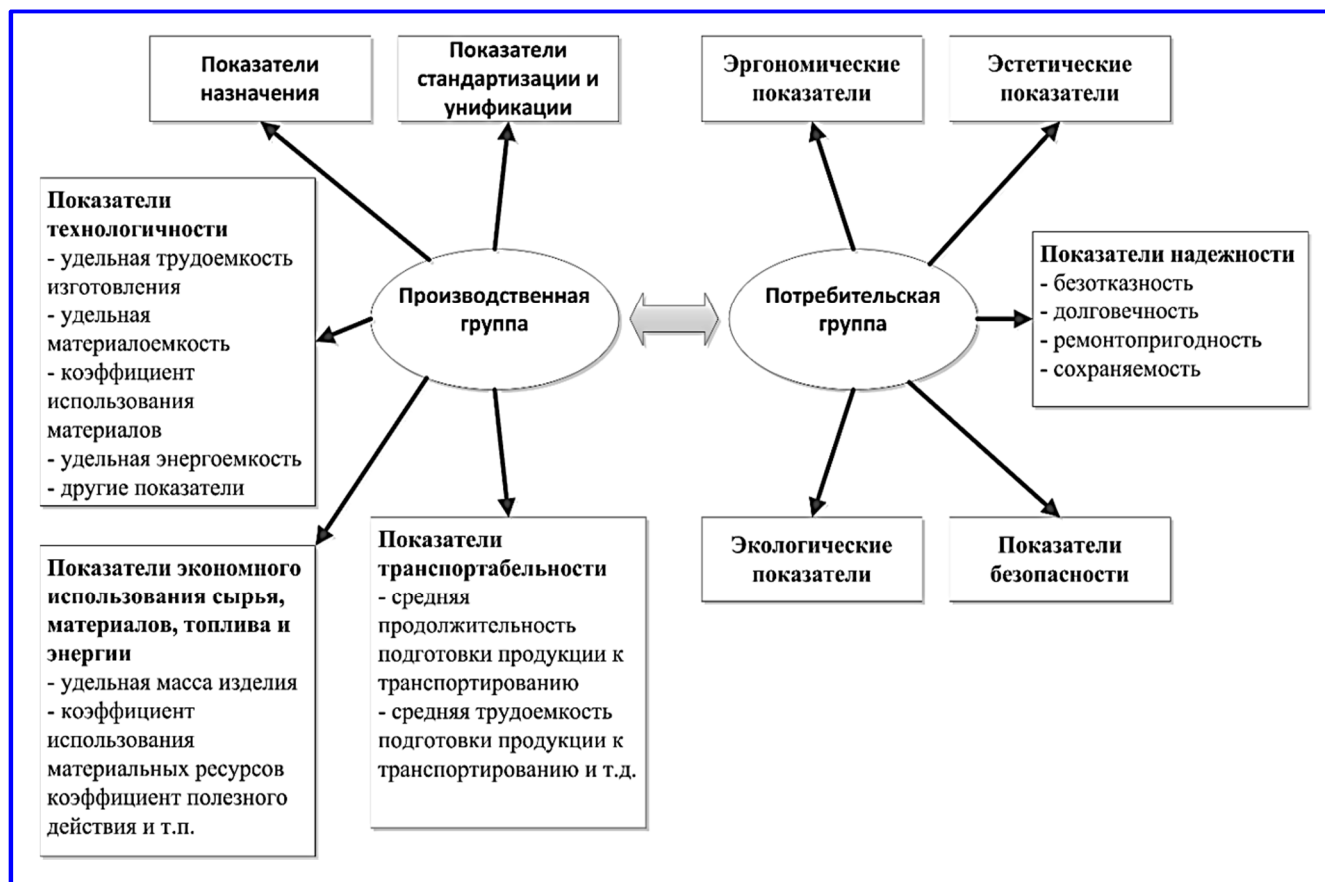 Показатели
назначения
Показатели
стандартизации и
унификации
Эргономические
показатели
Эстетические
показатели
Показатели
технологичности
- удельная трудоемкость
изготовления
- удельная
материалоемкость
- коэффициент
использования
материалов
- удельная энергоемкость
- другие показатели
Производственная
группа
Потребительская
группа
Показатели надежности
- безотказность
- долговечность
- ремонтопригодность
- сохраняемость
Показатели экономного
использования сырья,
материалов, топлива и
энергии
- удельная масса изделия
- коэффициент
использования
материальных ресурсов
коэффициент полезного
действия и т.п.
Показатели
транспортабельности
- средняя
продолжительность
подготовки продукции к
транспортированию
- средняя трудоемкость
подготовки продукции к
транспортированию и т.д.
Экологические
показатели
Показатели
безопасности